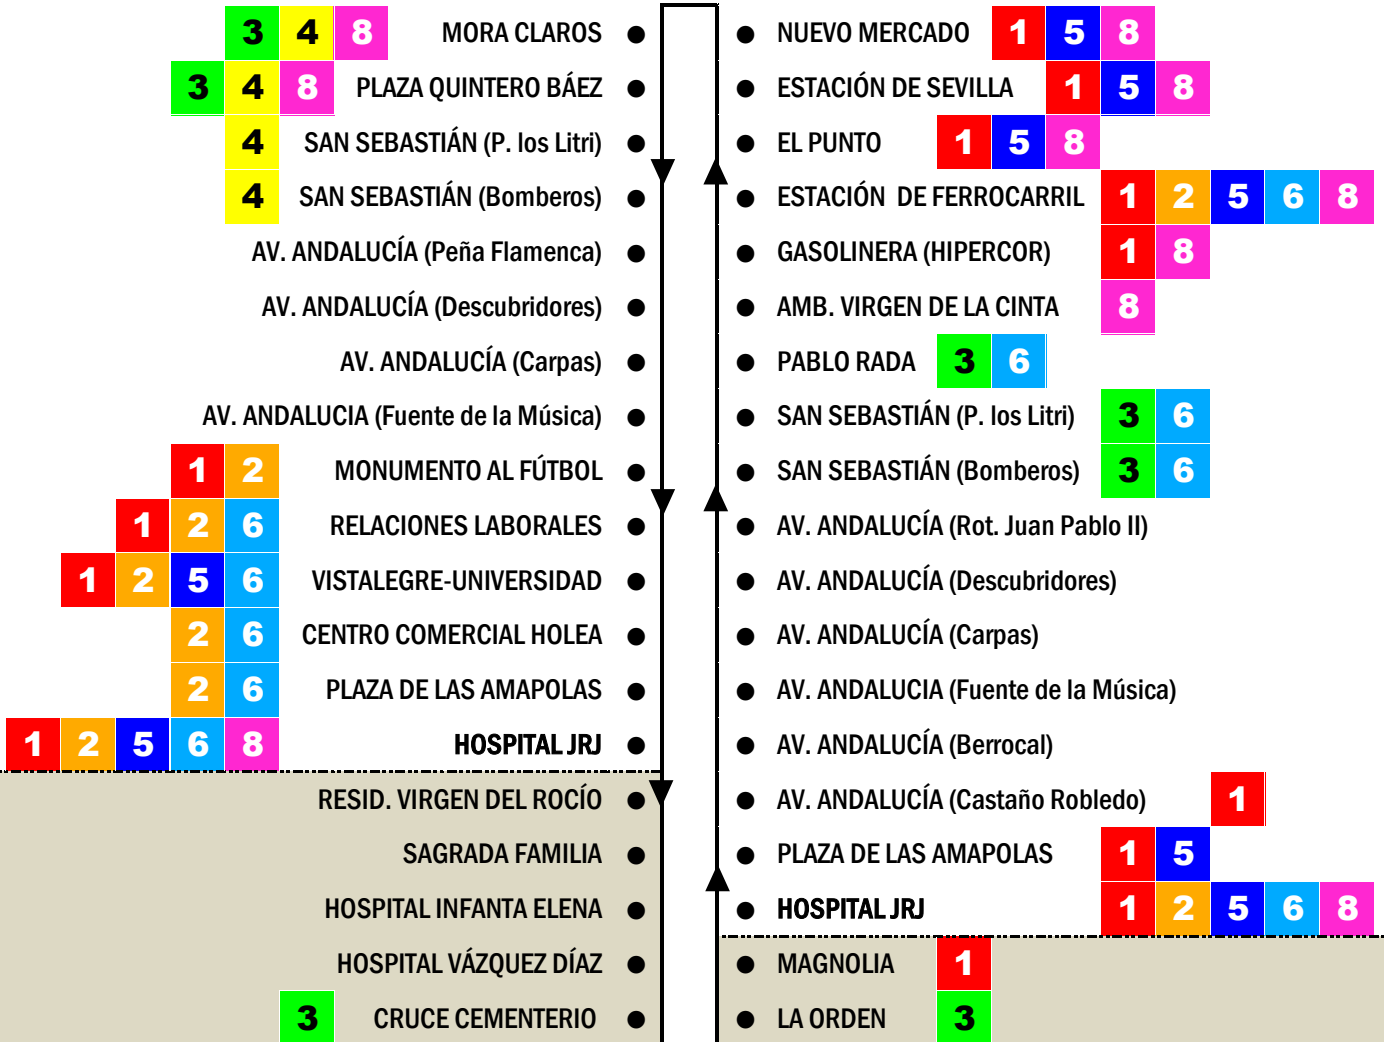 3 4 8 MORA CLAROS
3 4 8 PLAZA QUINTERO BÁEZ
4 SAN SEBASTIÁN (P. los Litri)
4 SAN SEBASTIÁN (Bomberos)
AV. ANDALUCÍA (Peña Flamenca)
AV. ANDALUCÍA (Descubridores)
AV. ANDALUCÍA (Carpas)
AV. ANDALUCIA (Fuente de la Música)
1 2 MONUMENTO AL FÚTBOL
1 2 6 RELACIONES LABORALES
1 2 5 6 VISTALEGRE-UNIVERSIDAD
2 6 CENTRO COMERCIAL HOLEA
2 6 PLAZA DE LAS AMAPOLAS
1 2 5 6 8 HOSPITAL JRJ
RESID. VIRGEN DEL ROCÍO
SAGRADA FAMILIA
HOSPITAL INFANTA ELENA
HOSPITAL VÁZQUEZ DÍAZ
3 CRUCE CEMENTERIO
NUEVO MERCADO 1 5 8
ESTACIÓN DE SEVILLA 1 5 8
EL PUNTO 1 5 8
ESTACIÓN DE FERROCARRIL 1 2 5 6 8
GASOLINERA (HIPERCOR) 1 8
AMB. VIRGEN DE LA CINTA 8
PABLO RADA 3 6
SAN SEBASTIÁN (P. los Litri) 3 6
SAN SEBASTIÁN (Bomberos) 3 6
AV. ANDALUCÍA (Rot. Juan Pablo II)
AV. ANDALUCÍA (Descubridores)
AV. ANDALUCÍA (Carpas)
AV. ANDALUCIA (Fuente de la Música)
AV. ANDALUCÍA (Berrocal)
AV. ANDALUCÍA (Castaño Robledo) 1
PLAZA DE LAS AMAPOLAS 1 5
HOSPITAL JRJ 1 2 5 6 8
MAGNOLIA 1
LA ORDEN 3